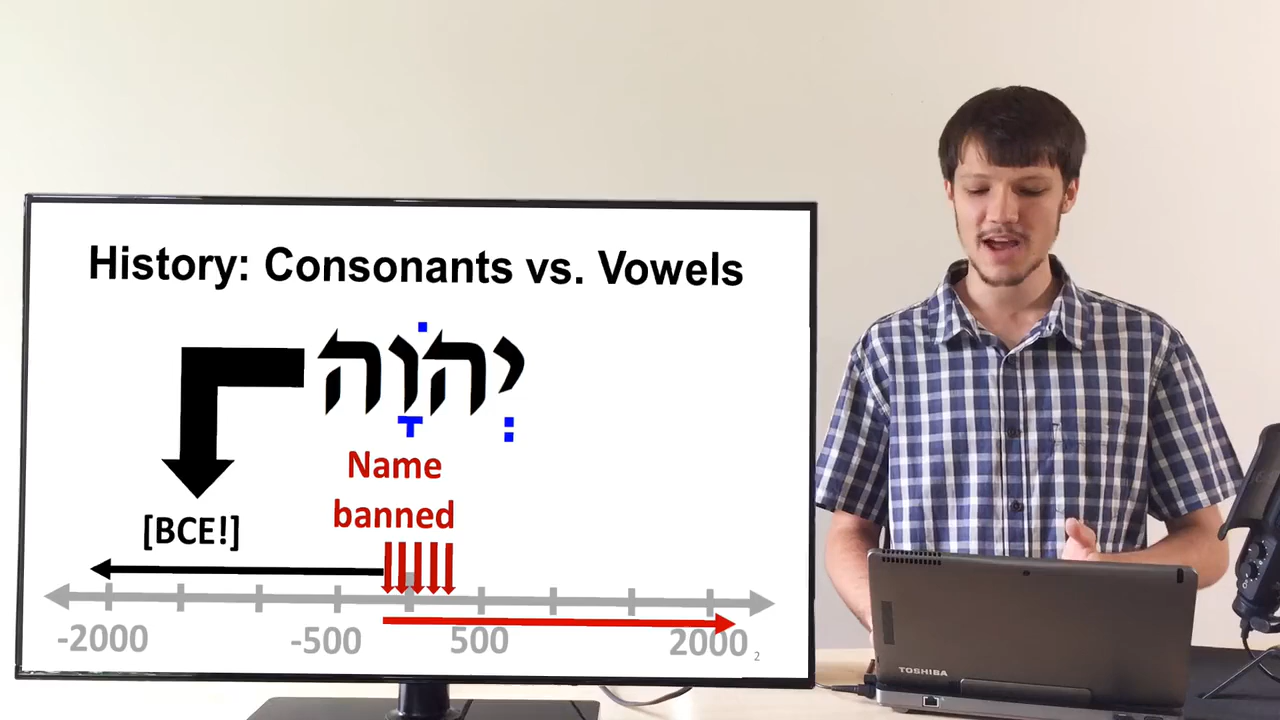 History: Consonants vs. Vowels
יְהֹוָה
Name
banned
[BCE!]
-2000 -500 500 2000
2
TOSHIBA